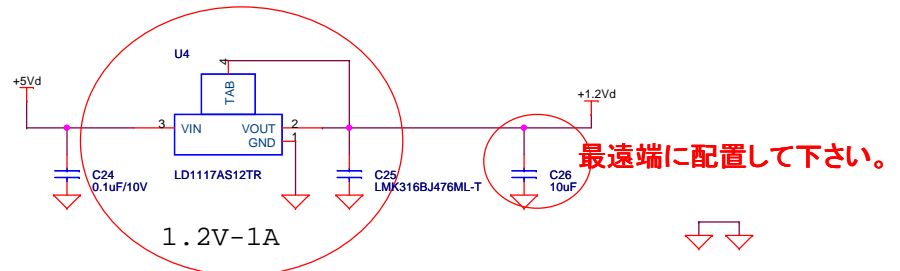 U4
4
TAB
+5Vd
+1.2Vd
3
VIN
VOUT
2
GND
1
最遠端に配置して下さい。
C24
0.1uF/10V
LD1117AS12TR
C25
LMK316BJ476ML-T
C26
10uF
1.2V-1A